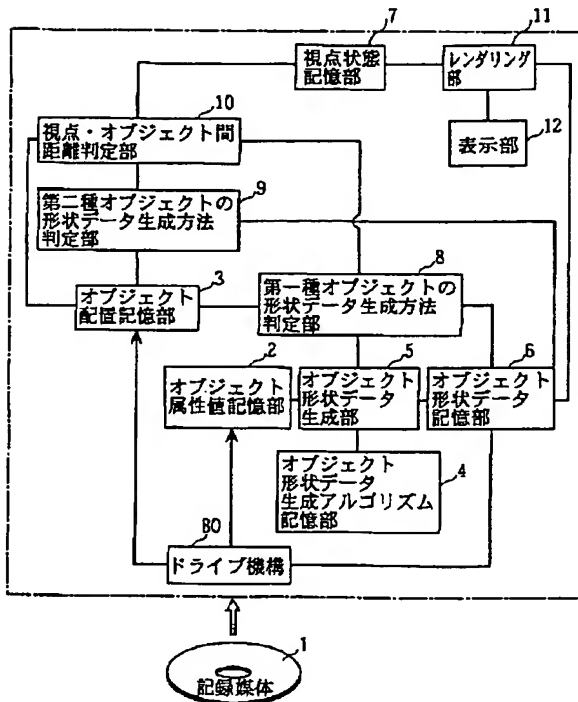 7
視点状態
記憶部
11
レンダリング
部
10
視点・オブジェクト間
距離判定部
12
表示部
9
第二種オブジェクトの
形状データ生成方法
判定部
8
第一種オブジェクトの
形状データ生成方法
判定部
3
オブジェクト
配置記憶部
2
オブジェクト
属性値記憶部
5
オブジェクト
形状データ
生成部
6
オブジェクト
形状データ
記憶部
4
オブジェクト
形状データ
生成アルゴリズム
記憶部
80
ドライブ機構
1
記録媒体